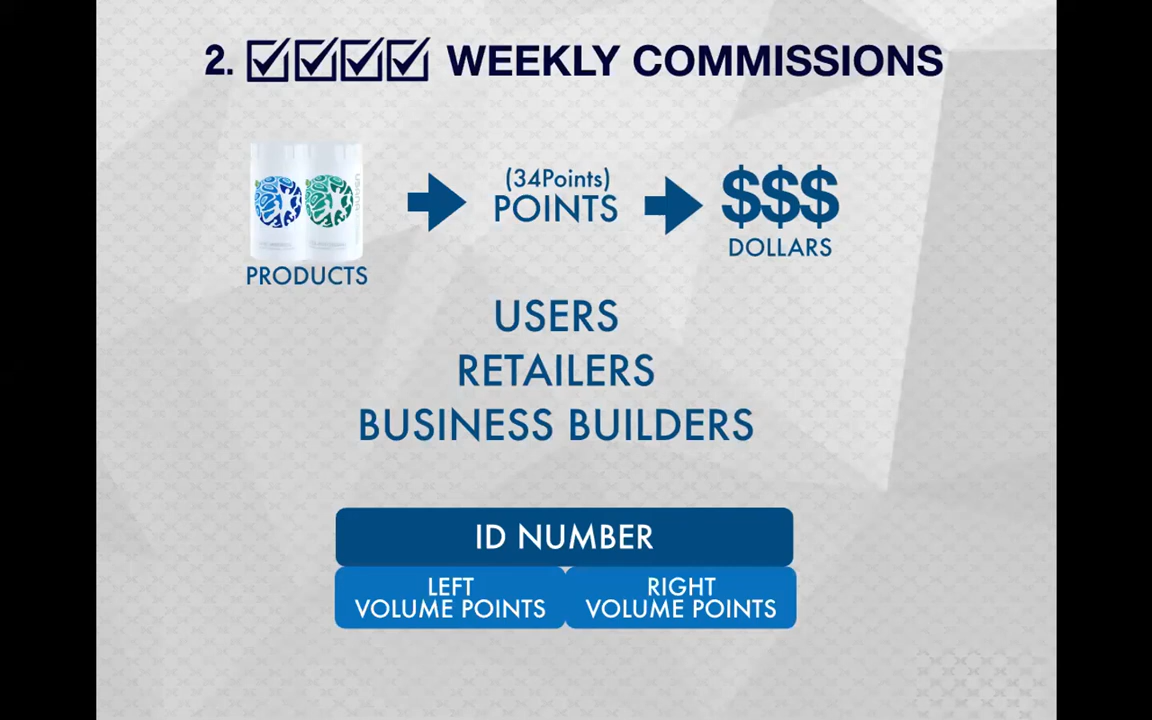 2. WEEKLY COMMISSIONS
(34Points)
POINTS
$$$
DOLLARS
PRODUCTS
USERS
RETAILERS
BUSINESS BUILDERS
ID NUMBER
LEFT
VOLUME POINTS
RIGHT
VOLUME POINTS